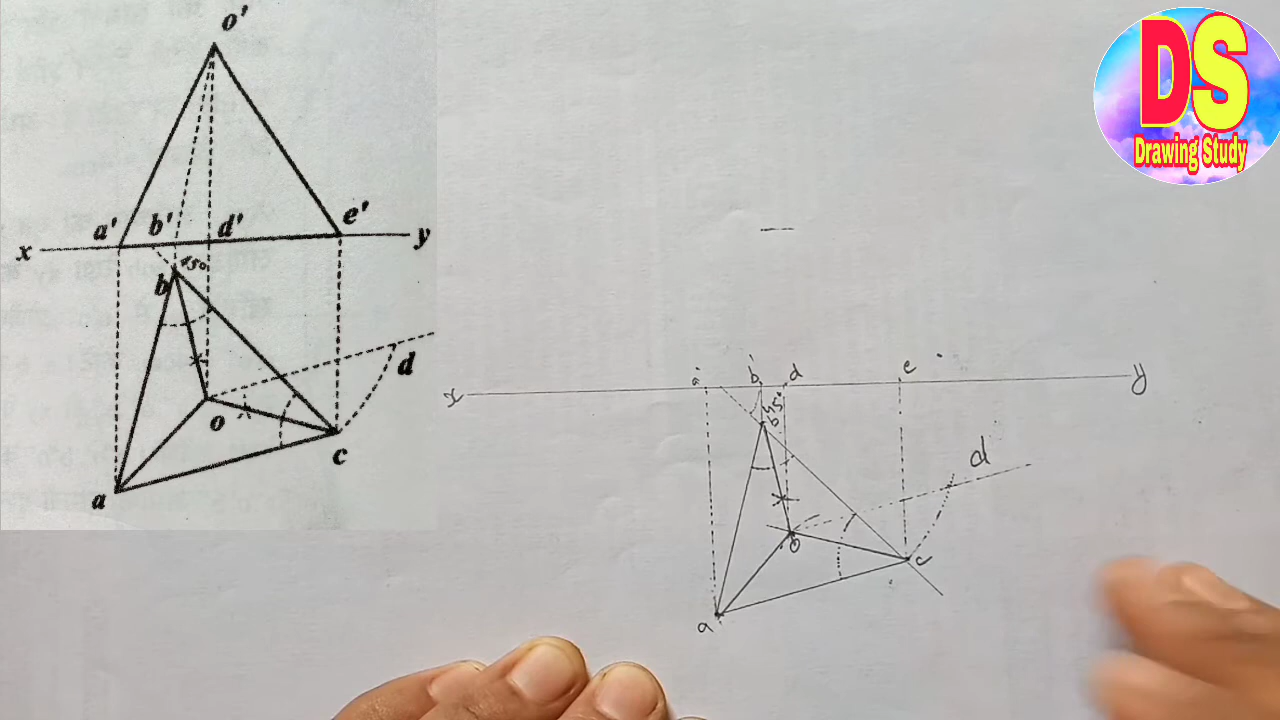 o'
a' b' d' e'
x y
45°
b
d
o
c
a
DS
Drawing Study
a' b' d e
x y
45°
b
d
o
c
a